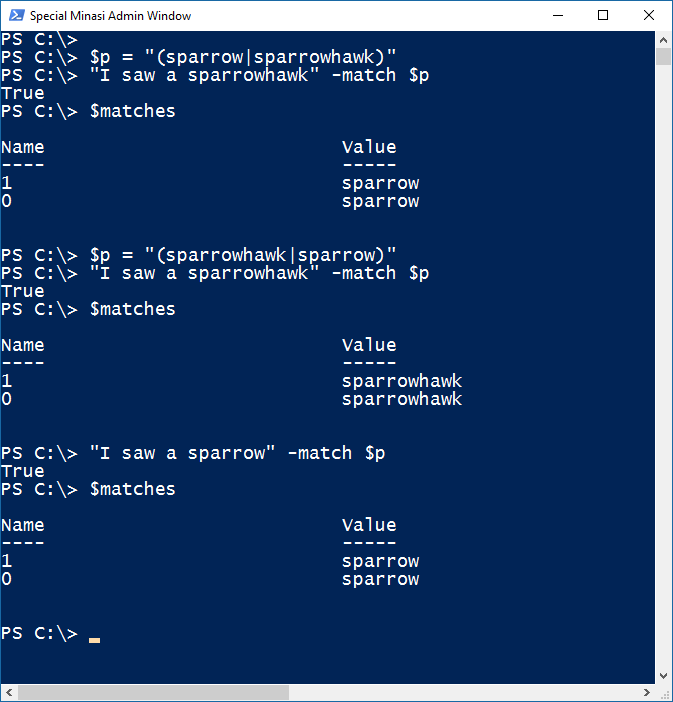 Special Minasi Admin Window
PS C:\>
PS C:\> $p = "(sparrow|sparrowhawk)"
PS C:\> "I saw a sparrowhawk" -match $p
True
PS C:\> $matches
Name Value
---- -----
1 sparrow
0 sparrow
PS C:\> $p = "(sparrowhawk|sparrow)"
PS C:\> "I saw a sparrowhawk" -match $p
True
PS C:\> $matches
Name Value
---- -----
1 sparrowhawk
0 sparrowhawk
PS C:\> "I saw a sparrow" -match $p
True
PS C:\> $matches
Name Value
---- -----
1 sparrow
0 sparrow
PS C:\>